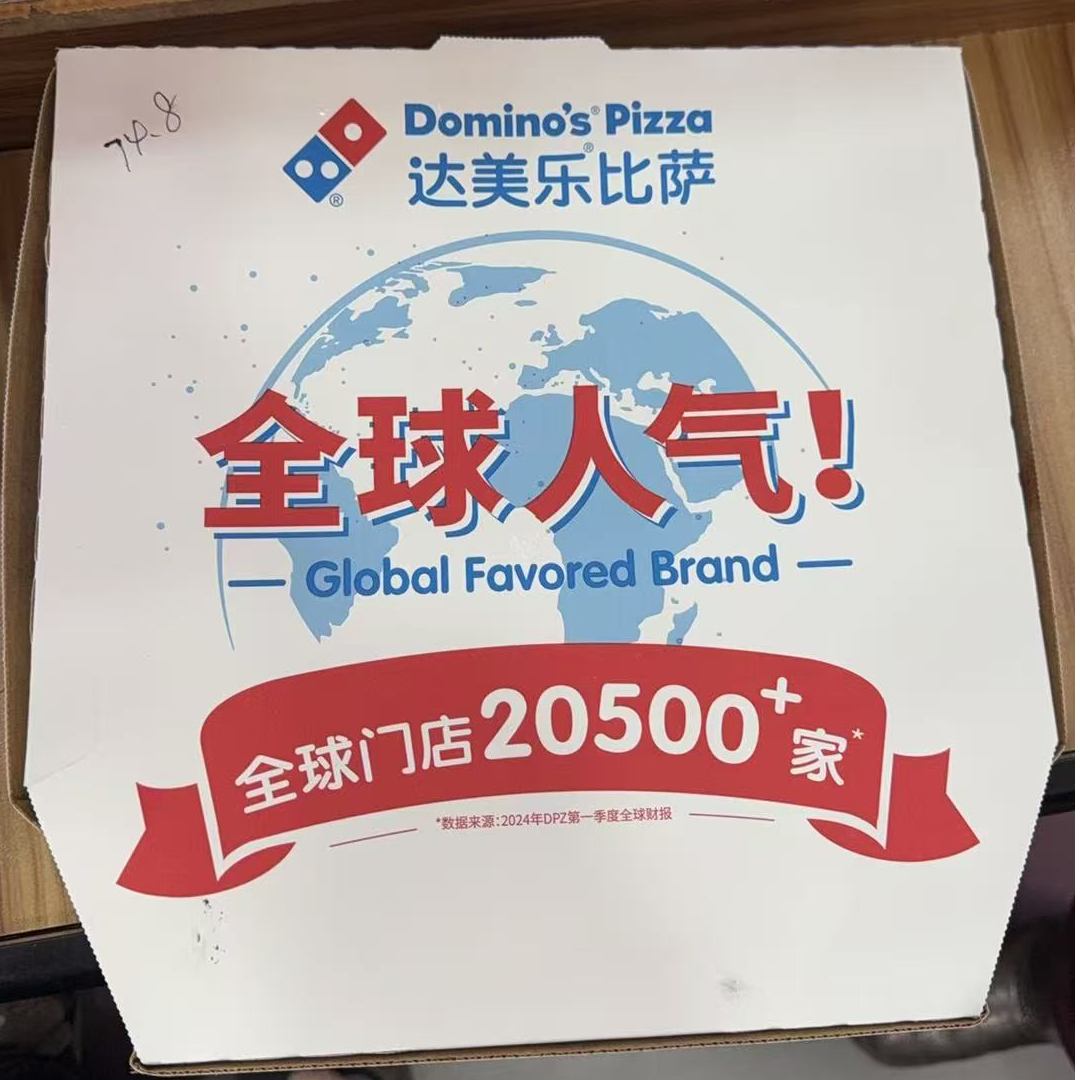 74.8
Domino's® Pizza
达美乐®比萨
®
全球人气!
— Global Favored Brand —
全球门店20500+家*
*数据来源:2024年DPZ第一季度全球财报